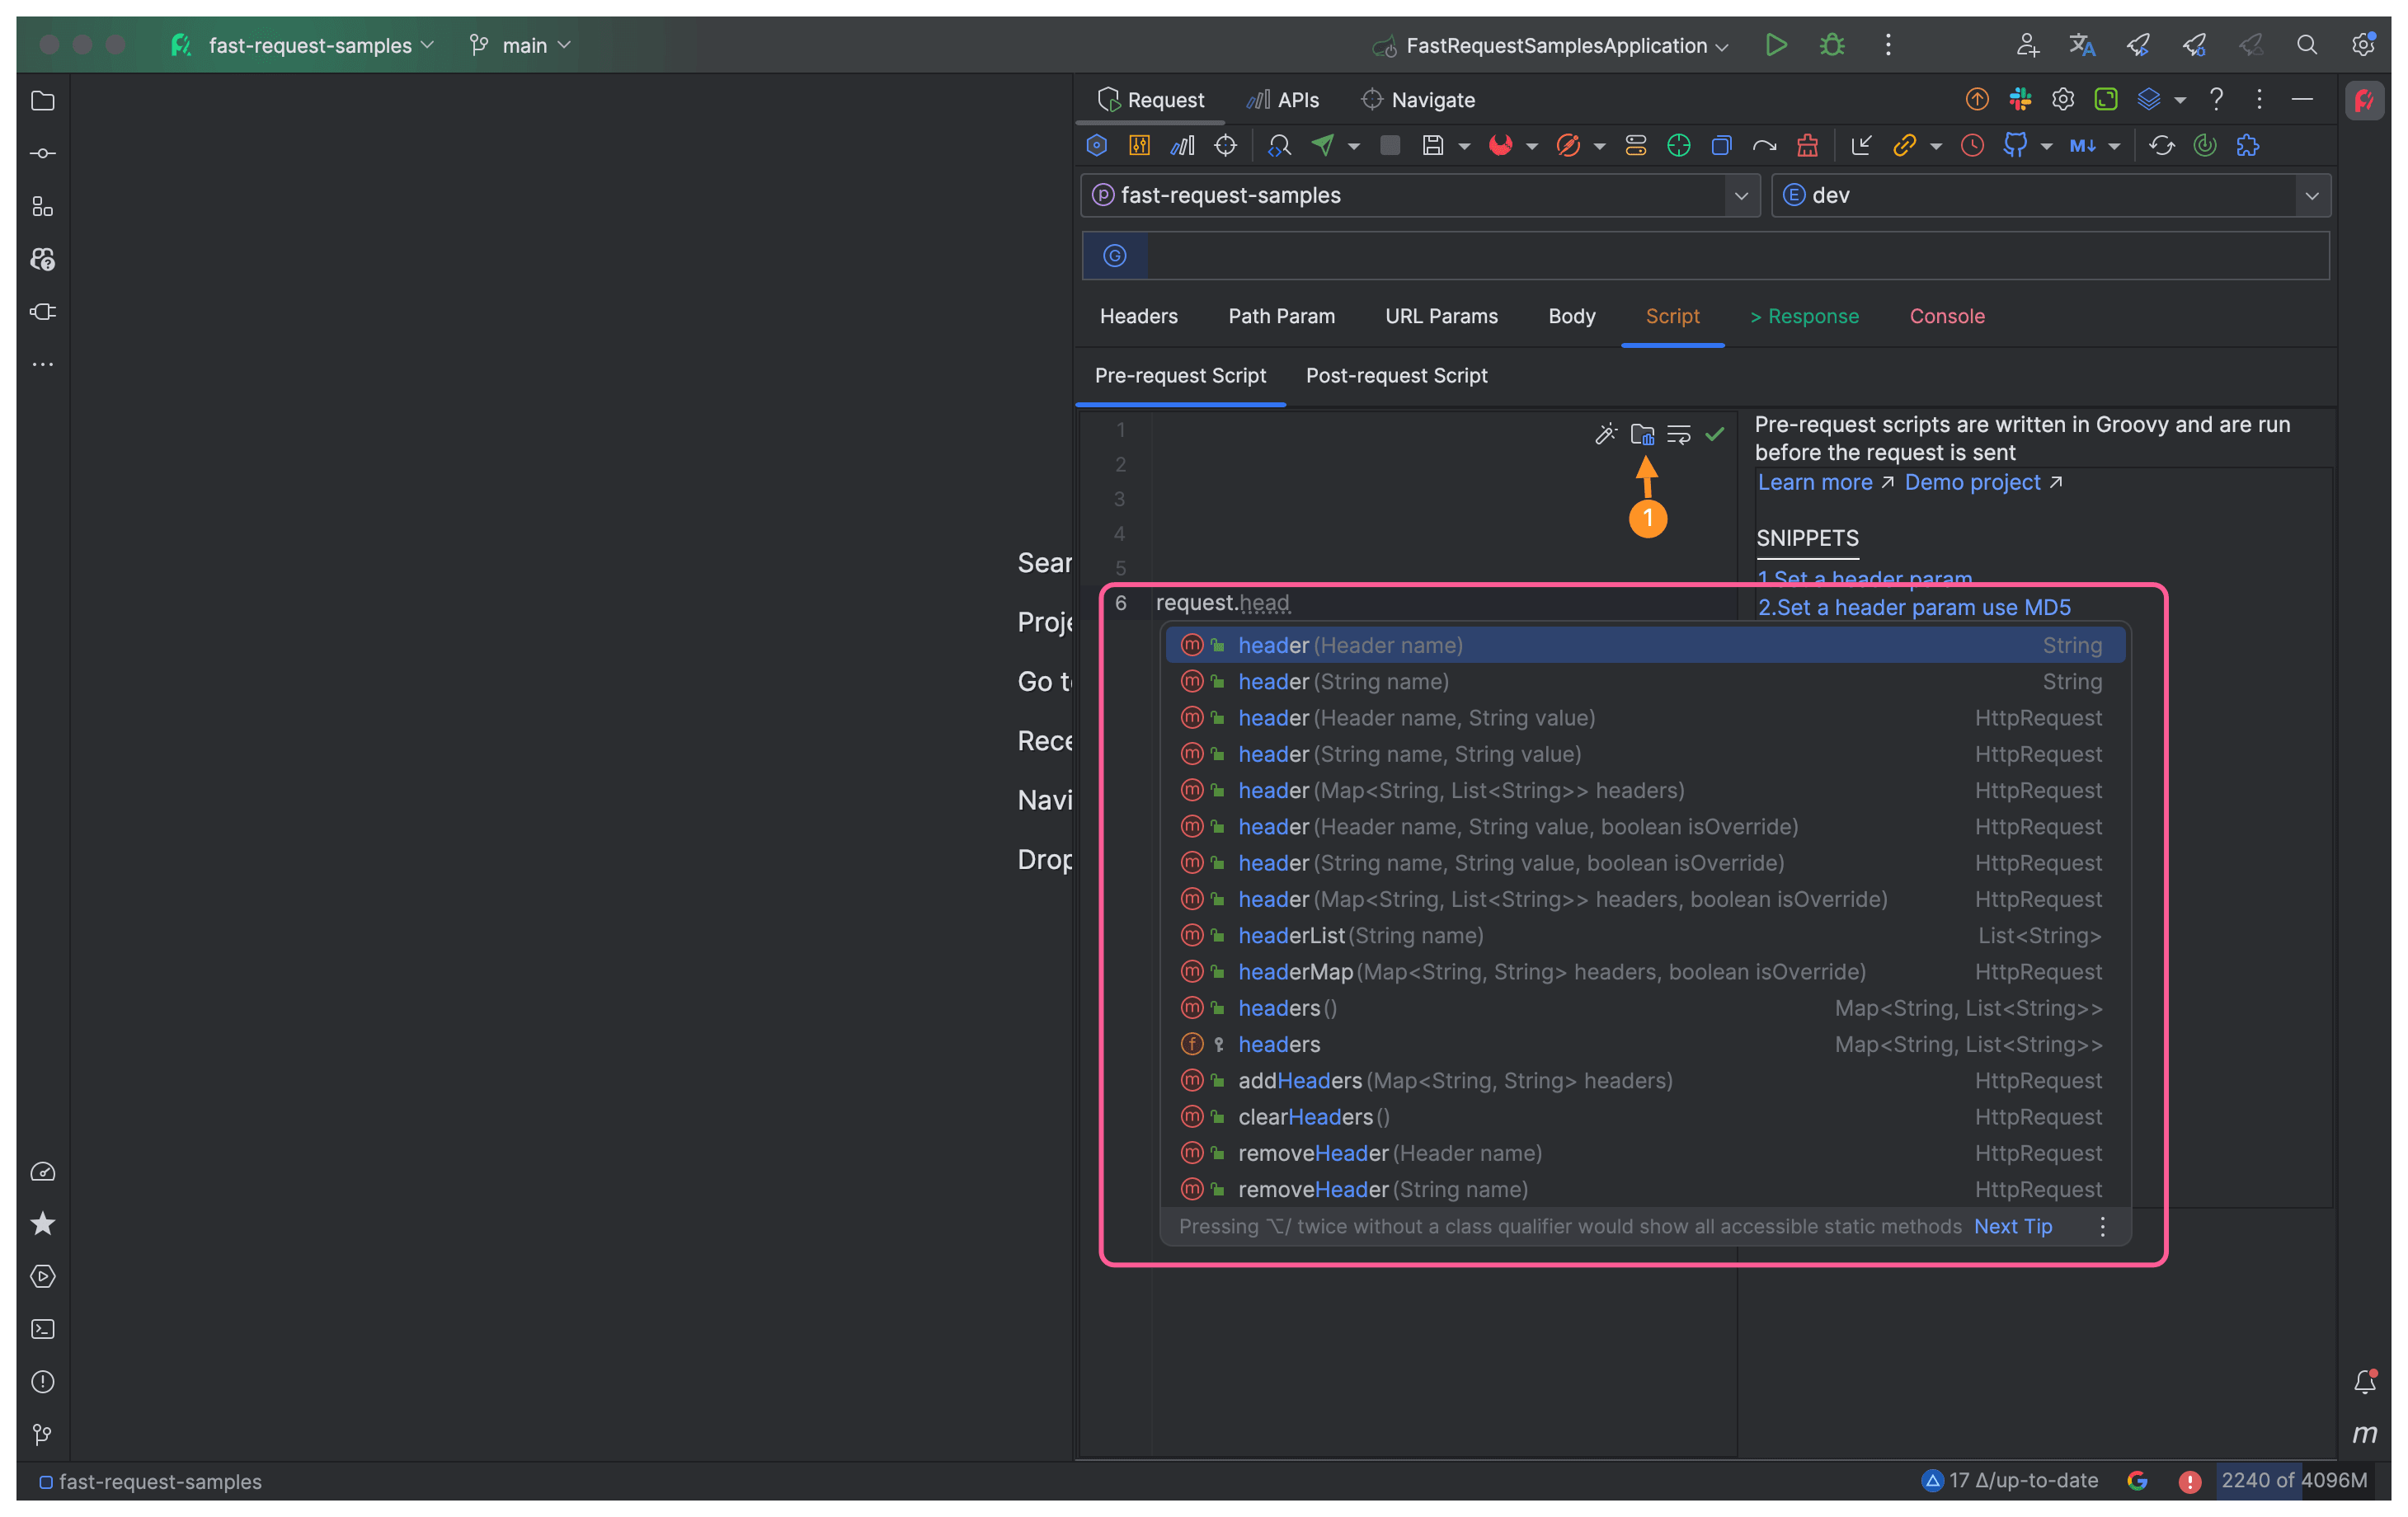 fast-request-samples
main
FastRequestSamplesApplication
Request
APIs
Navigate
fast-request-samples
dev
Headers
Path Param
URL Params
Body
Script
> Response
Console
Pre-request Script
Post-request Script
1
2
3
4
5
1
Pre-request scripts are written in Groovy and are run
before the request is sent
Learn more ↗ Demo project ↗
SNIPPETS
1.Set a header param
2.Set a header param use MD5
Sear
Proje
Go to
Rece
Navi
Drop
6 request.head
header(Header name) String
header(String name) String
header(Header name, String value) HttpRequest
header(String name, String value) HttpRequest
header(Map<String, List<String>> headers) HttpRequest
header(Header name, String value, boolean isOverride) HttpRequest
header(String name, String value, boolean isOverride) HttpRequest
header(Map<String, List<String>> headers, boolean isOverride) HttpRequest
headerList(String name) List<String>
headerMap(Map<String, String> headers, boolean isOverride) HttpRequest
headers() Map<String, List<String>>
headers Map<String, List<String>>
addHeaders(Map<String, String> headers) HttpRequest
clearHeaders() HttpRequest
removeHeader(Header name) HttpRequest
removeHeader(String name) HttpRequest
Pressing ⌥/ twice without a class qualifier would show all accessible static methods Next Tip
fast-request-samples
17 Δ/up-to-date
2240 of 4096M